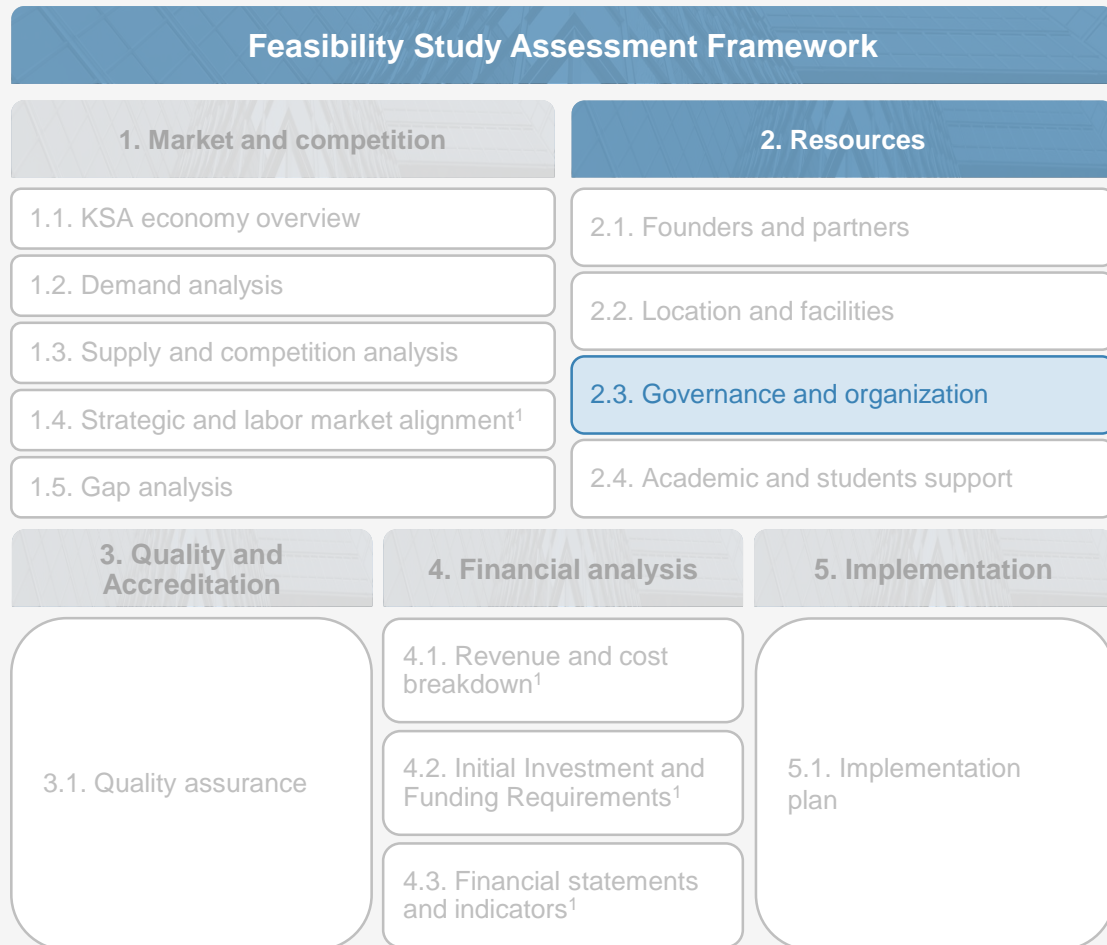 Feasibility Study Assessment Framework
1. Market and competition
1.1. KSA economy overview
1.2. Demand analysis
1.3. Supply and competition analysis
1.4. Strategic and labor market alignment¹
1.5. Gap analysis
2. Resources
2.1. Founders and partners
2.2. Location and facilities
2.3. Governance and organization
2.4. Academic and students support
3. Quality and
Accreditation
3.1. Quality assurance
4. Financial analysis
4.1. Revenue and cost
breakdown¹
4.2. Initial Investment and
Funding Requirements¹
4.3. Financial statements
and indicators¹
5. Implementation
5.1. Implementation
plan